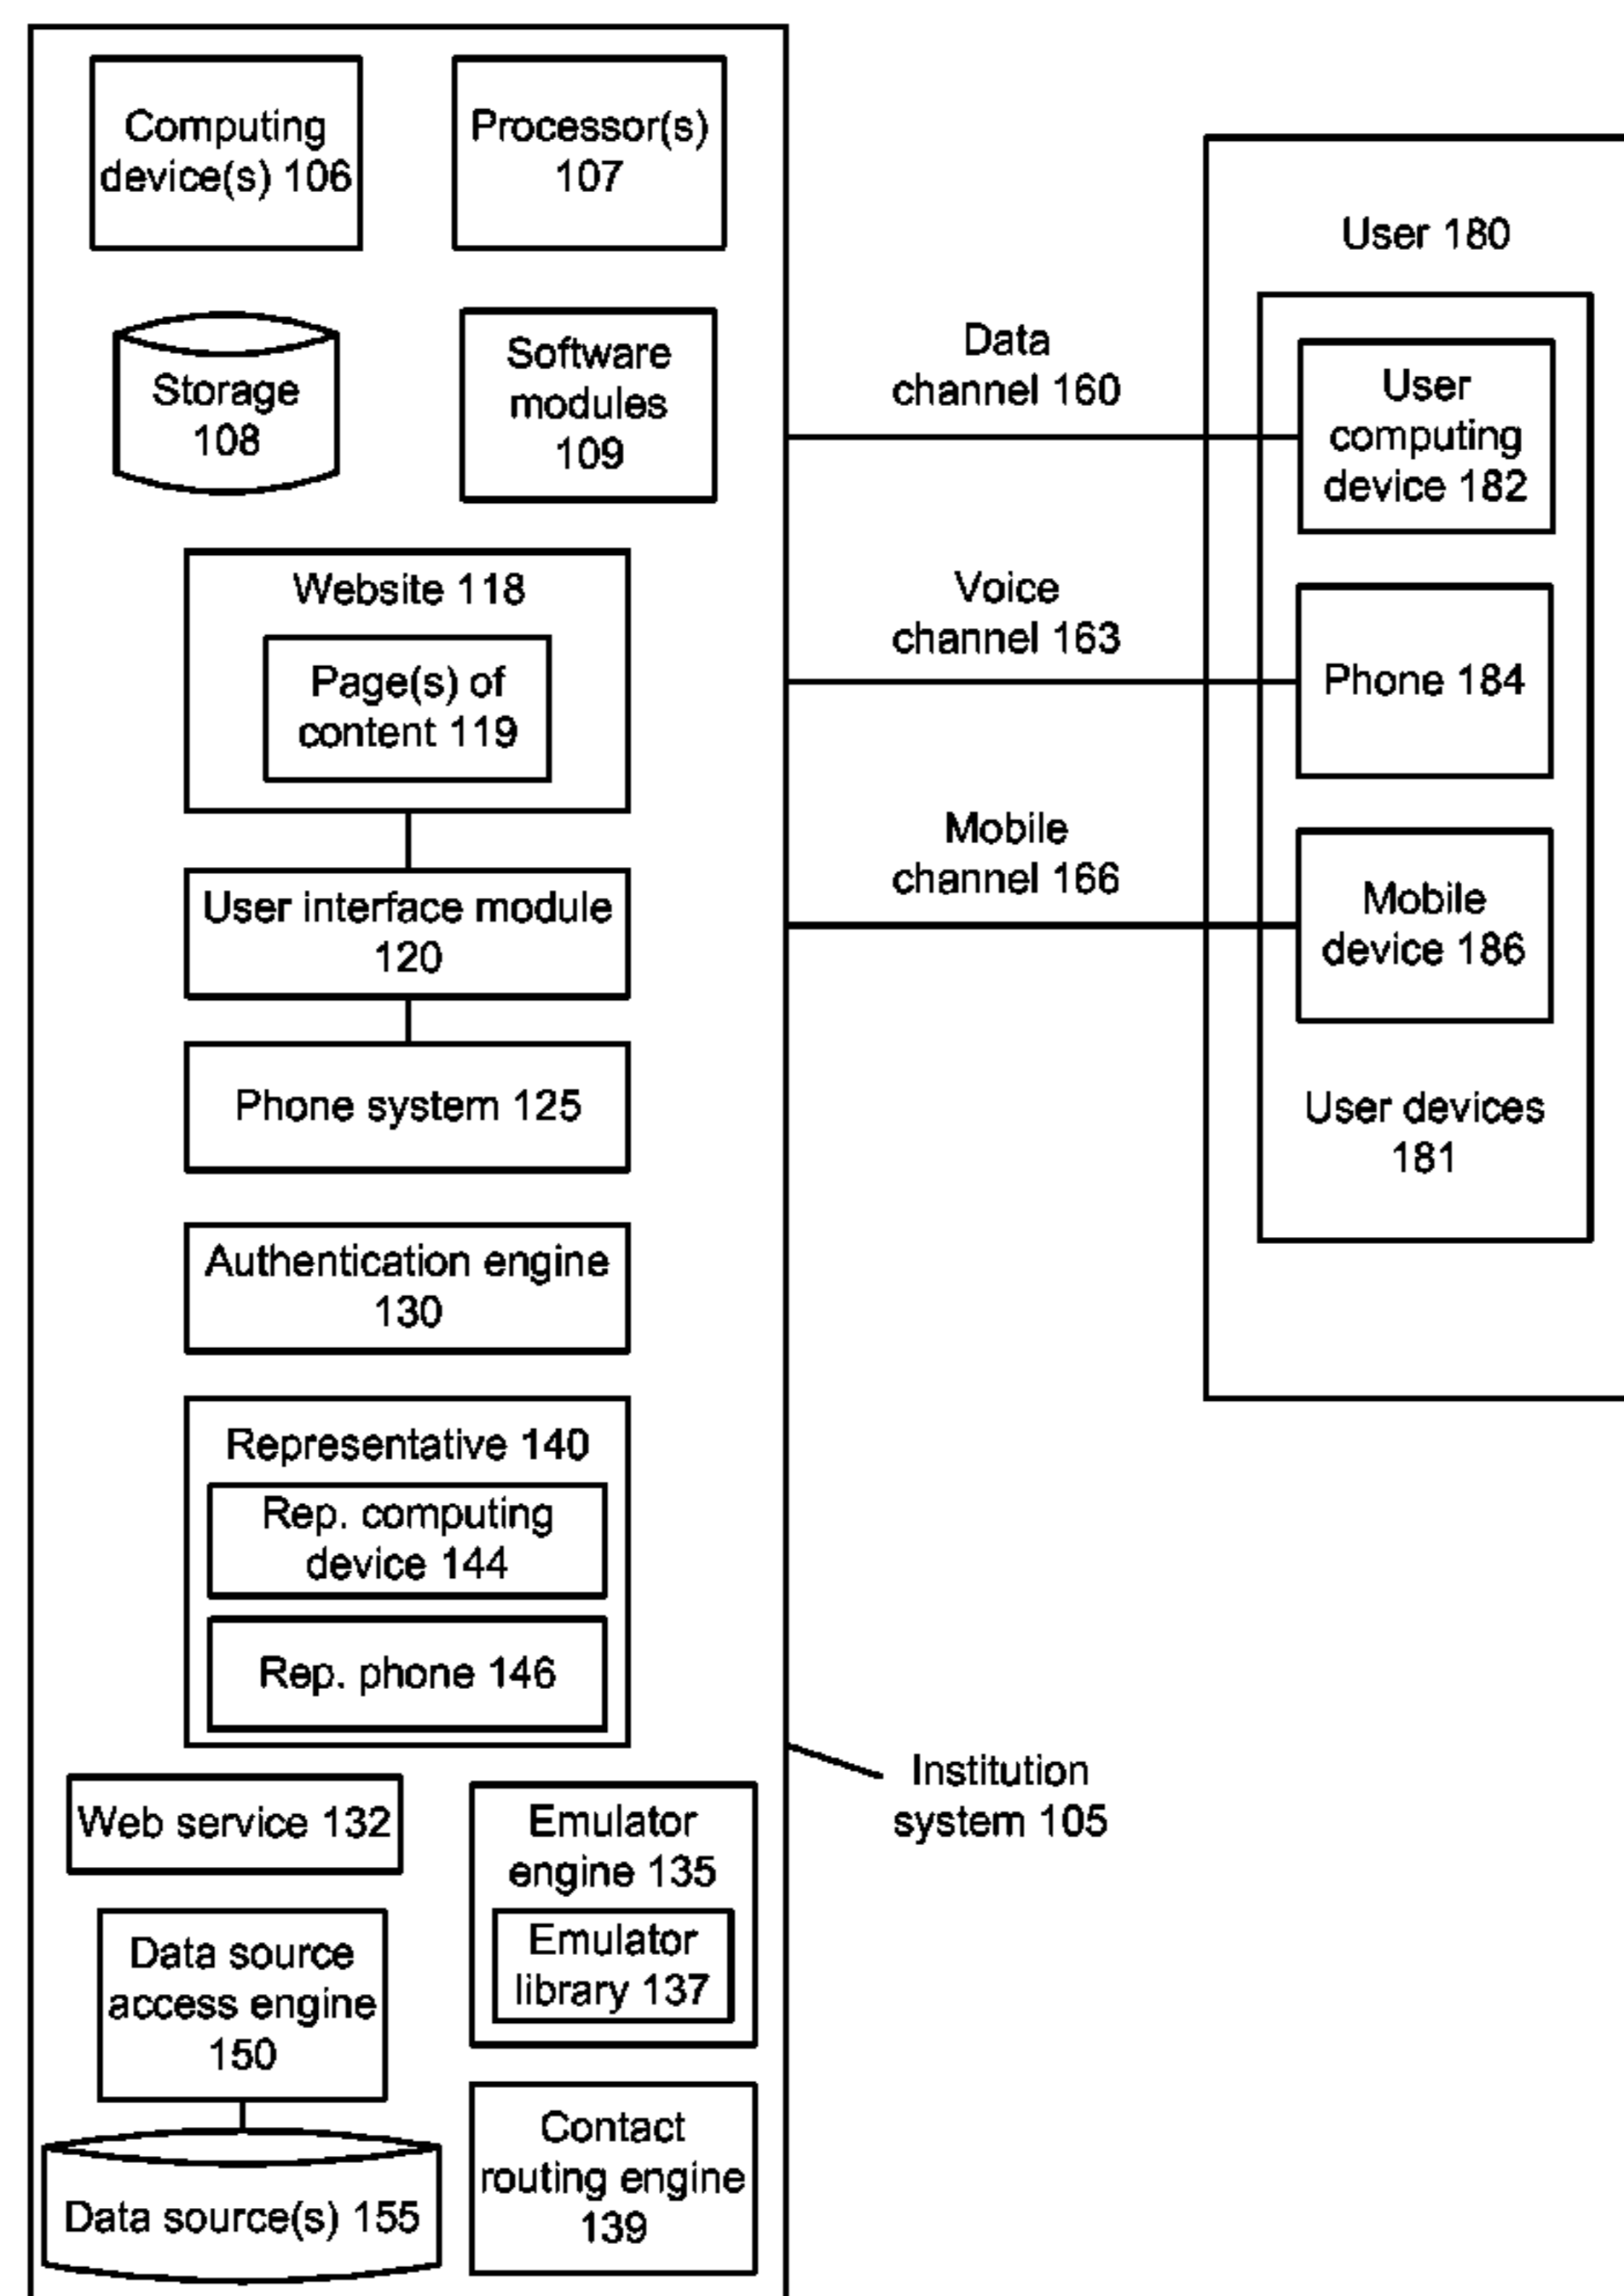 Computing
device(s) 106
Processor(s)
107
Storage
108
Software
modules
109
Website 118
Page(s) of
content 119
User interface module
120
Phone system 125
Authentication engine
130
Representative 140
Rep. computing
device 144
Rep. phone 146
Web service 132
Emulator
engine 135
Emulator
library 137
Data source
access engine
150
Data source(s) 155
Contact
routing engine
139
Data
channel 160
Voice
channel 163
Mobile
channel 166
Institution
system 105
User 180
User
computing
device 182
Phone 184
Mobile
device 186
User devices
181